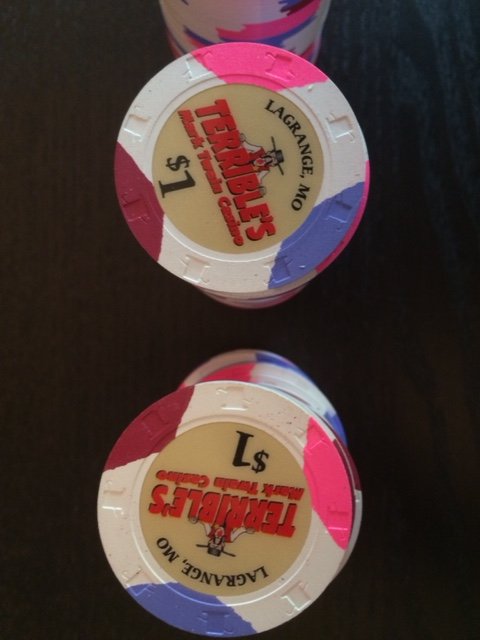 LAGRANGE, MO
TERRIBLE'S
Mark Twain Casino
$1
LAGRANGE, MO
TERRIBLE'S
Mark Twain Casino
$1